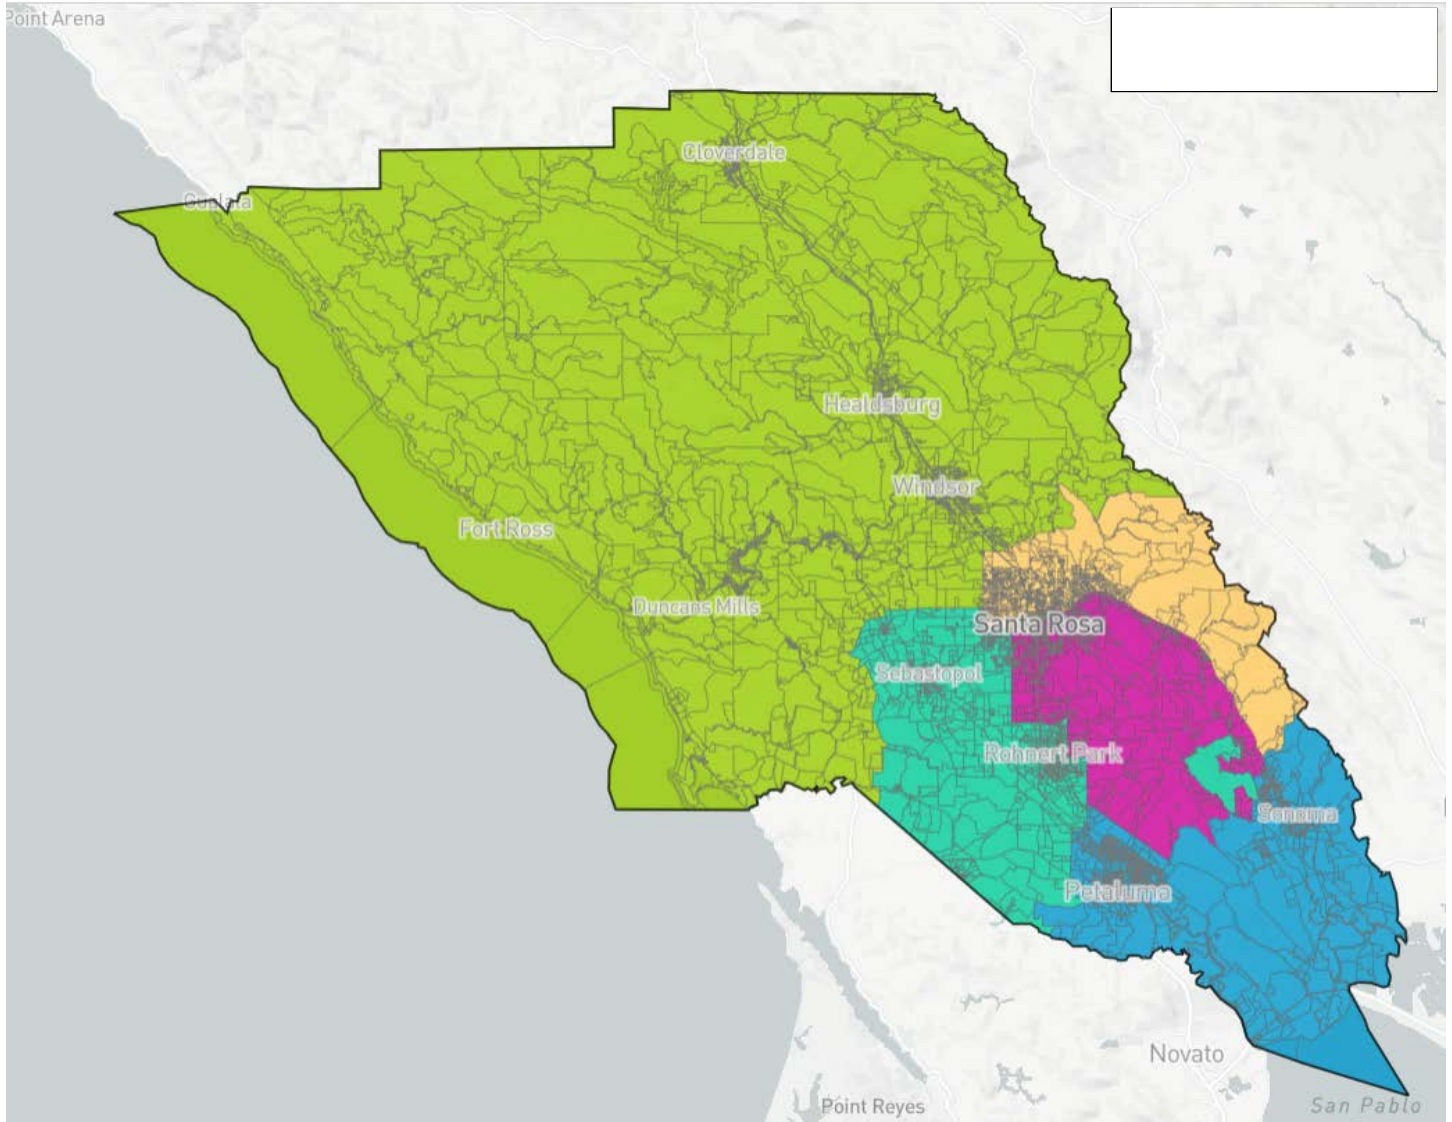 Point Arena
Cloverdale
Gualala
Healdsburg
Windsor
Fort Ross
Duncans Mills
Santa Rosa
Sebastopol
Rohnert Park
Sonoma
Petaluma
Novato
Point Reyes
San Pablo